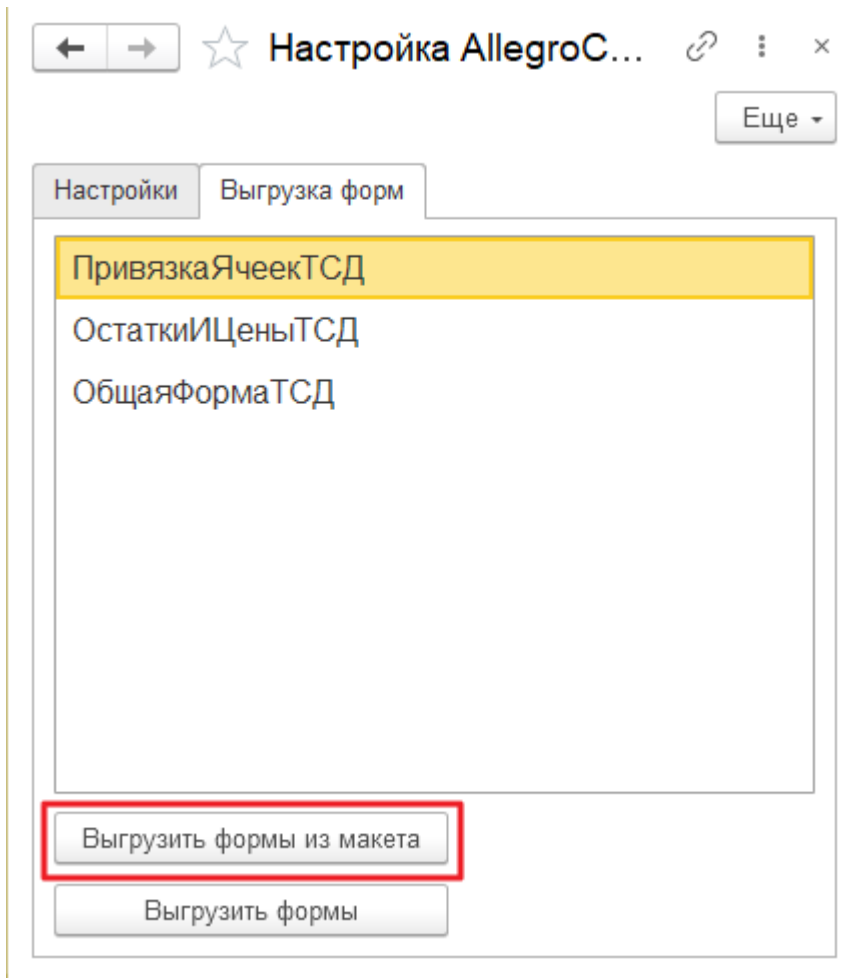 Настройка AllegroC...
Еще
Настройки Выгрузка форм
ПривязкаЯчеекТСД
ОстаткиИЦеныТСД
ОбщаяФормаТСД
Выгрузить формы из макета
Выгрузить формы